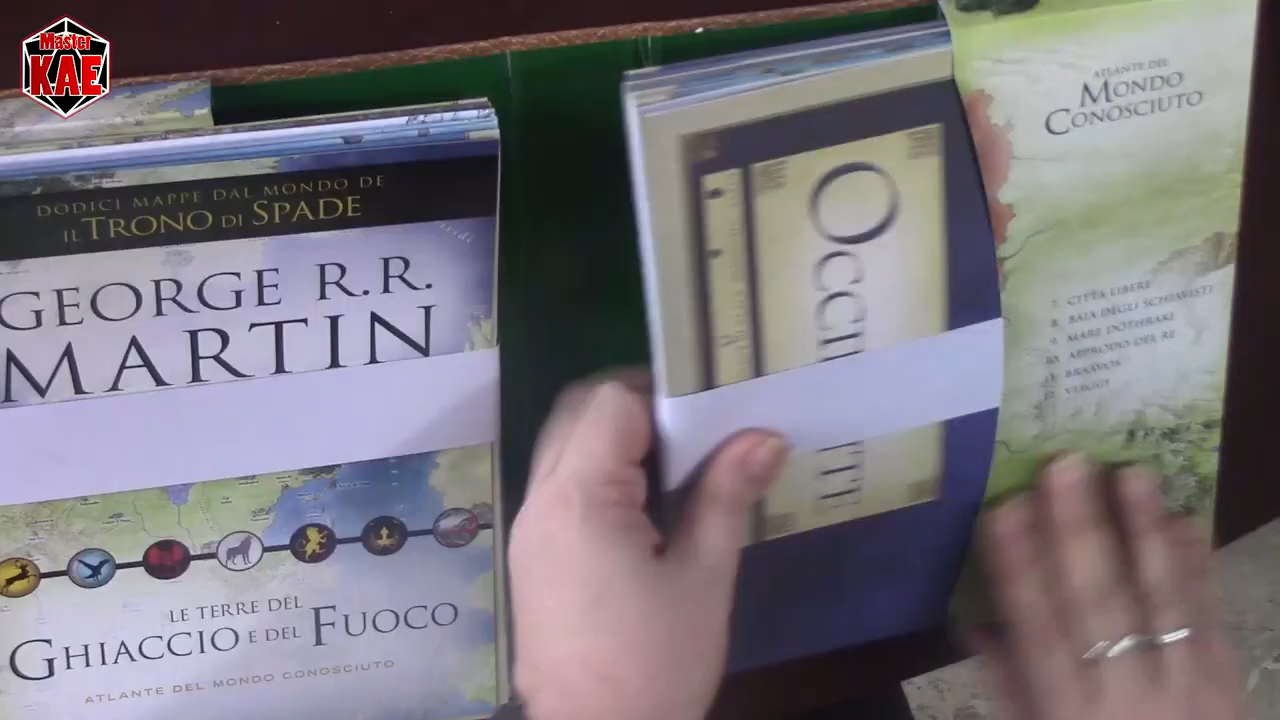 Master
KAE
DODICI MAPPE DAL MONDO DE
IL TRONO DI SPADE
GEORGE R.R.
MARTIN
LE TERRE DEL
GHIACCIO E DEL FUOCO
ATLANTE DEL MONDO CONOSCIUTO
OCCI
ATLANTE DEL
MONDO
CONOSCIUTO
7. CITTÀ LIBERE
8. BAIA DEGLI SCHIAVISTI
9. MARE DOTHRAKI
10. APPRODO DEL RE
11. BRAAVOS